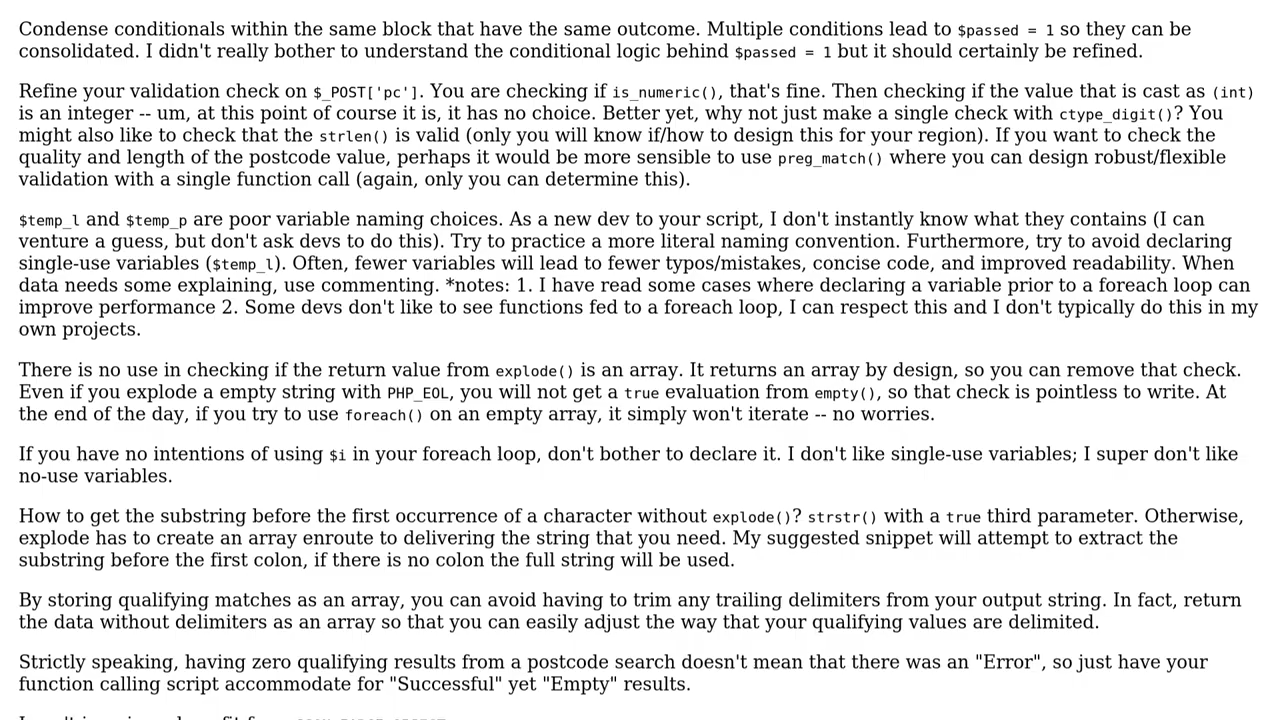 Condense conditionals within the same block that have the same outcome. Multiple conditions lead to $passed = 1 so they can be
consolidated. I didn't really bother to understand the conditional logic behind $passed = 1 but it should certainly be refined.
Refine your validation check on $_POST['pc']. You are checking if is_numeric(), that's fine. Then checking if the value that is cast as (int)
is an integer -- um, at this point of course it is, it has no choice. Better yet, why not just make a single check with ctype_digit()? You
might also like to check that the strlen() is valid (only you will know if/how to design this for your region). If you want to check the
quality and length of the postcode value, perhaps it would be more sensible to use preg_match() where you can design robust/flexible
validation with a single function call (again, only you can determine this).
$temp_l and $temp_p are poor variable naming choices. As a new dev to your script, I don't instantly know what they contains (I can
venture a guess, but don't ask devs to do this). Try to practice a more literal naming convention. Furthermore, try to avoid declaring
single-use variables ($temp_l). Often, fewer variables will lead to fewer typos/mistakes, concise code, and improved readability. When
data needs some explaining, use commenting. *notes: 1. I have read some cases where declaring a variable prior to a foreach loop can
improve performance 2. Some devs don't like to see functions fed to a foreach loop, I can respect this and I don't typically do this in my
own projects.
There is no use in checking if the return value from explode() is an array. It returns an array by design, so you can remove that check.
Even if you explode a empty string with PHP_EOL, you will not get a true evaluation from empty(), so that check is pointless to write. At
the end of the day, if you try to use foreach() on an empty array, it simply won't iterate -- no worries.
If you have no intentions of using $i in your foreach loop, don't bother to declare it. I don't like single-use variables; I super don't like
no-use variables.
How to get the substring before the first occurrence of a character without explode()? strstr() with a true third parameter. Otherwise,
explode has to create an array enroute to delivering the string that you need. My suggested snippet will attempt to extract the
substring before the first colon, if there is no colon the full string will be used.
By storing qualifying matches as an array, you can avoid having to trim any trailing delimiters from your output string. In fact, return
the data without delimiters as an array so that you can easily adjust the way that your qualifying values are delimited.
Strictly speaking, having zero qualifying results from a postcode search doesn't mean that there was an "Error", so just have your
function calling script accommodate for "Successful" yet "Empty" results.